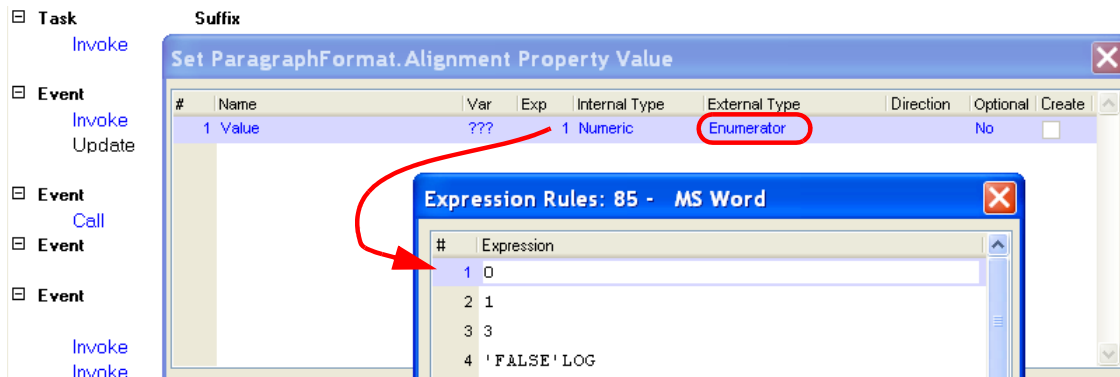 Task Suffix
Invoke
Set ParagraphFormat.Alignment Property Value
Event
# Name Var Exp Internal Type External Type Direction Optional Create
Invoke
1 Value ??? 1 Numeric Enumerator No
Update
Event
Expression Rules: 85 - MS Word
Call
Event
# Expression
1 0
Event
2 1
3 3
Invoke
4 'FALSE'LOG
Invoke